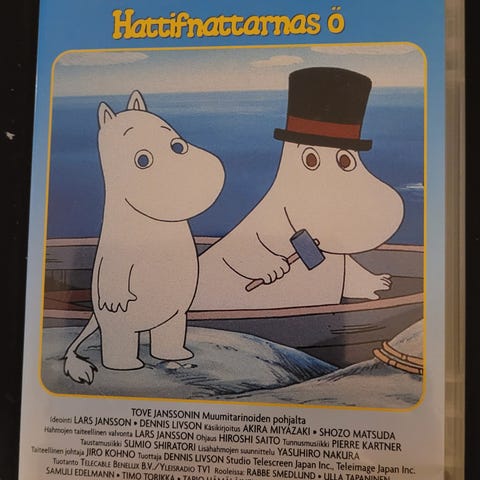 Hattifnattarnas ö
TOVE JANSSONIN Muumitarinoiden pohjalta
Ideointi LARS JANSSON • DENNIS LIVSON Käsikirjoitus AKIRA MIYAZAKI • SHOZO MATSUDA
Hahmojen taiteellinen valvonta LARS JANSSON Ohjaus HIROSHI SAITO Tunnusmusiikki PIERRE KARTNER
Taustamusiikki SUMIO SHIRATORI Lisähahmojen suunnittelu YASUHIRO NAKURA
Taiteellinen johtaja JIRO KOHNO Tuottaja DENNIS LIVSON Studio Telescreen Japan Inc., Teleimage Japan Inc.
Tuotanto TELECABLE BENELUX B.V./YLEISRADIO TV1 Rooleissa: RABBE SMEDLUND • ULLA TAPANINEN
SAMULI EDELMANN • TIMO TORIKKA •